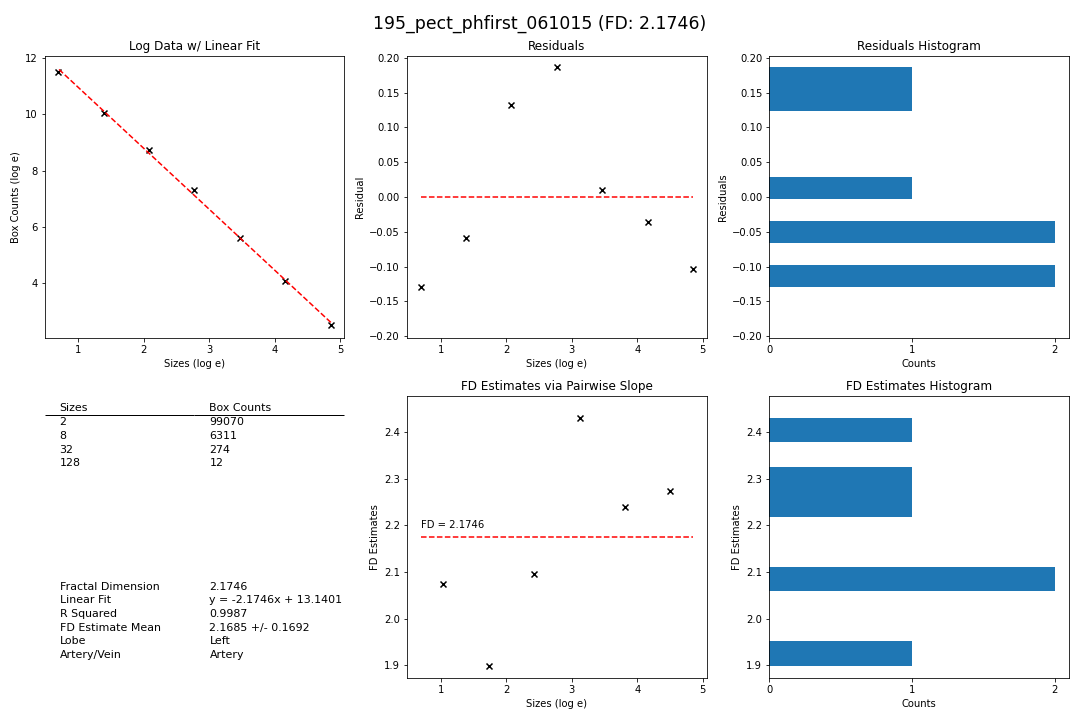 195_pect_phfirst_061015 (FD: 2.1746)
Log Data w/ Linear Fit
12
10
8
6
4
Box Counts (log e)
1 2 3 4 5
Sizes (log e)
Residuals
0.20
0.15
0.10
0.05
0.00
−0.05
−0.10
−0.15
−0.20
Residual
1 2 3 4 5
Sizes (log e)
Residuals Histogram
0.20
0.15
0.10
0.05
0.00
−0.05
−0.10
−0.15
−0.20
Residuals
0 1 2
Counts
Sizes Box Counts
2 99070
8 6311
32 274
128 12
Fractal Dimension 2.1746
Linear Fit y = -2.1746x + 13.1401
R Squared 0.9987
FD Estimate Mean 2.1685 +/- 0.1692
Lobe Left
Artery/Vein Artery
FD Estimates via Pairwise Slope
2.4
2.3
2.2
2.1
2.0
1.9
FD Estimates
FD = 2.1746
1 2 3 4 5
Sizes (log e)
FD Estimates Histogram
2.4
2.3
2.2
2.1
2.0
1.9
FD Estimates
0 1 2
Counts